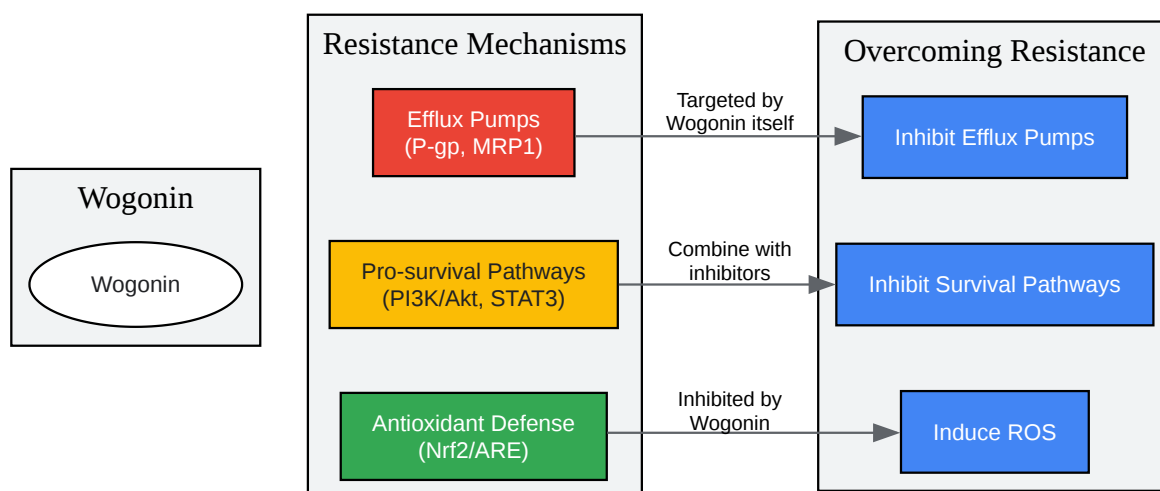 Wogonin
Wogonin
Resistance Mechanisms
Efflux Pumps
(P-gp, MRP1)
Pro-survival Pathways
(PI3K/Akt, STAT3)
Antioxidant Defense
(Nrf2/ARE)
Targeted by
Wogonin itself
Combine with
inhibitors
Inhibited by
Wogonin
Overcoming Resistance
Inhibit Efflux Pumps
Inhibit Survival Pathways
Induce ROS